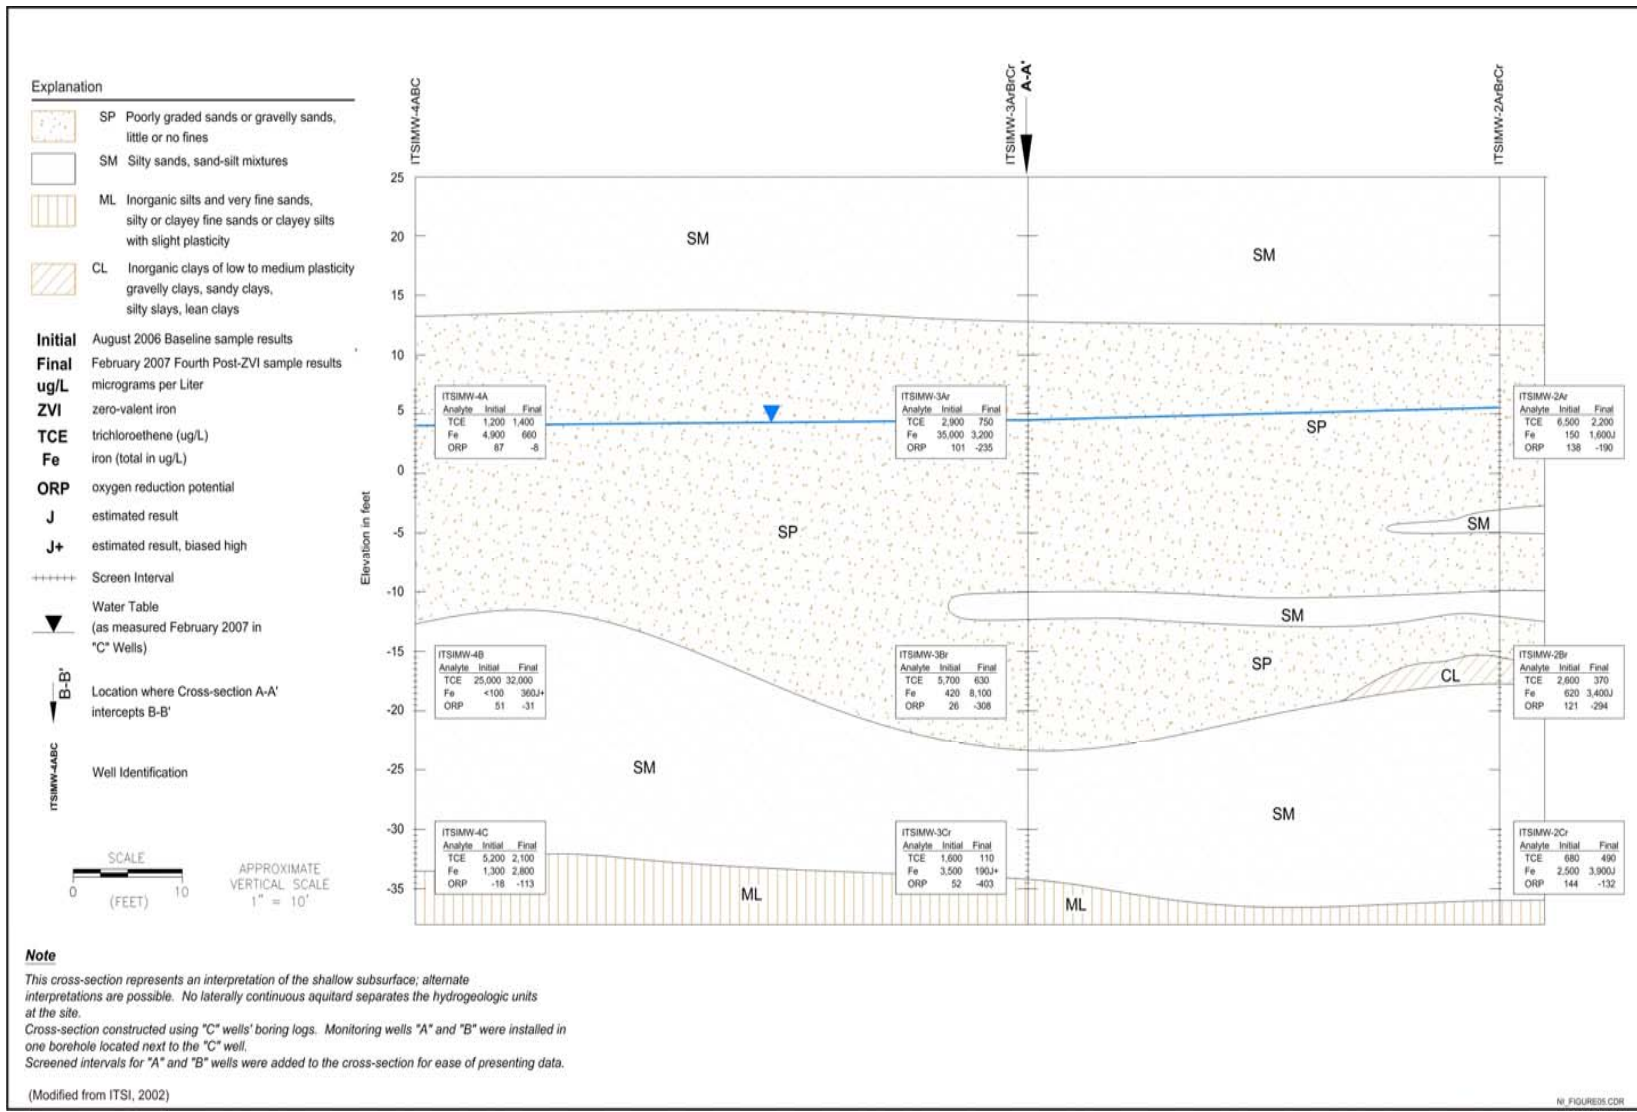 Explanation
SP Poorly graded sands or gravelly sands,
little or no fines
SM Silty sands, sand-silt mixtures
ML Inorganic silts and very fine sands,
silty or clayey fine sands or clayey silts
with slight plasticity
CL Inorganic clays of low to medium plasticity
gravelly clays, sandy clays,
silty slays, lean clays
Initial August 2006 Baseline sample results
Final February 2007 Fourth Post-ZVI sample results
ug/L micrograms per Liter
ZVI zero-valent iron
TCE trichloroethene (ug/L)
Fe iron (total in ug/L)
ORP oxygen reduction potential
J estimated result
J+ estimated result, biased high
Screen Interval
Water Table
(as measured February 2007 in
"C" Wells)
B-B'
Location where Cross-section A-A'
intercepts B-B'
ITSIMW-4ABC
Well Identification
SCALE
0 10
(FEET)
APPROXIMATE
VERTICAL SCALE
1" = 10'
ITSIMW-4ABC
ITSIMW-3ArBrCr
A-A'
ITSIMW-2ArBrCr
Elevation in feet
25
20
15
10
5
0
-5
-10
-15
-20
-25
-30
-35
SM
SM
SP
SP
SM
SM
SP
CL
SM
SM
ML
ML
ITSIMW-4A
Analyte Initial Final
TCE 1,200 1,400
Fe 4,900 660
ORP 87 -8
ITSIMW-3Ar
Analyte Initial Final
TCE 2,900 750
Fe 35,000 3,200
ORP 101 -235
ITSIMW-2Ar
Analyte Initial Final
TCE 6,500 2,200
Fe 150 1,600J
ORP 138 -190
ITSIMW-4B
Analyte Initial Final
TCE 25,000 32,000
Fe <100 360J+
ORP 51 -31
ITSIMW-3Br
Analyte Initial Final
TCE 5,700 630
Fe 420 8,100
ORP 26 -308
ITSIMW-2Br
Analyte Initial Final
TCE 2,600 370
Fe 620 3,400J
ORP 121 -294
ITSIMW-4C
Analyte Initial Final
TCE 5,200 2,100
Fe 1,300 2,800
ORP -18 -113
ITSIMW-3Cr
Analyte Initial Final
TCE 1,600 110
Fe 3,500 190J+
ORP 52 -403
ITSIMW-2Cr
Analyte Initial Final
TCE 680 490
Fe 2,500 3,900J
ORP 144 -132
Note
This cross-section represents an interpretation of the shallow subsurface; alternate
interpretations are possible. No laterally continuous aquitard separates the hydrogeologic units
at the site.
Cross-section constructed using "C" wells' boring logs. Monitoring wells "A" and "B" were installed in
one borehole located next to the "C" well.
Screened intervals for "A" and "B" wells were added to the cross-section for ease of presenting data.
(Modified from ITSI, 2002)
NI_FIGURE05.CDR